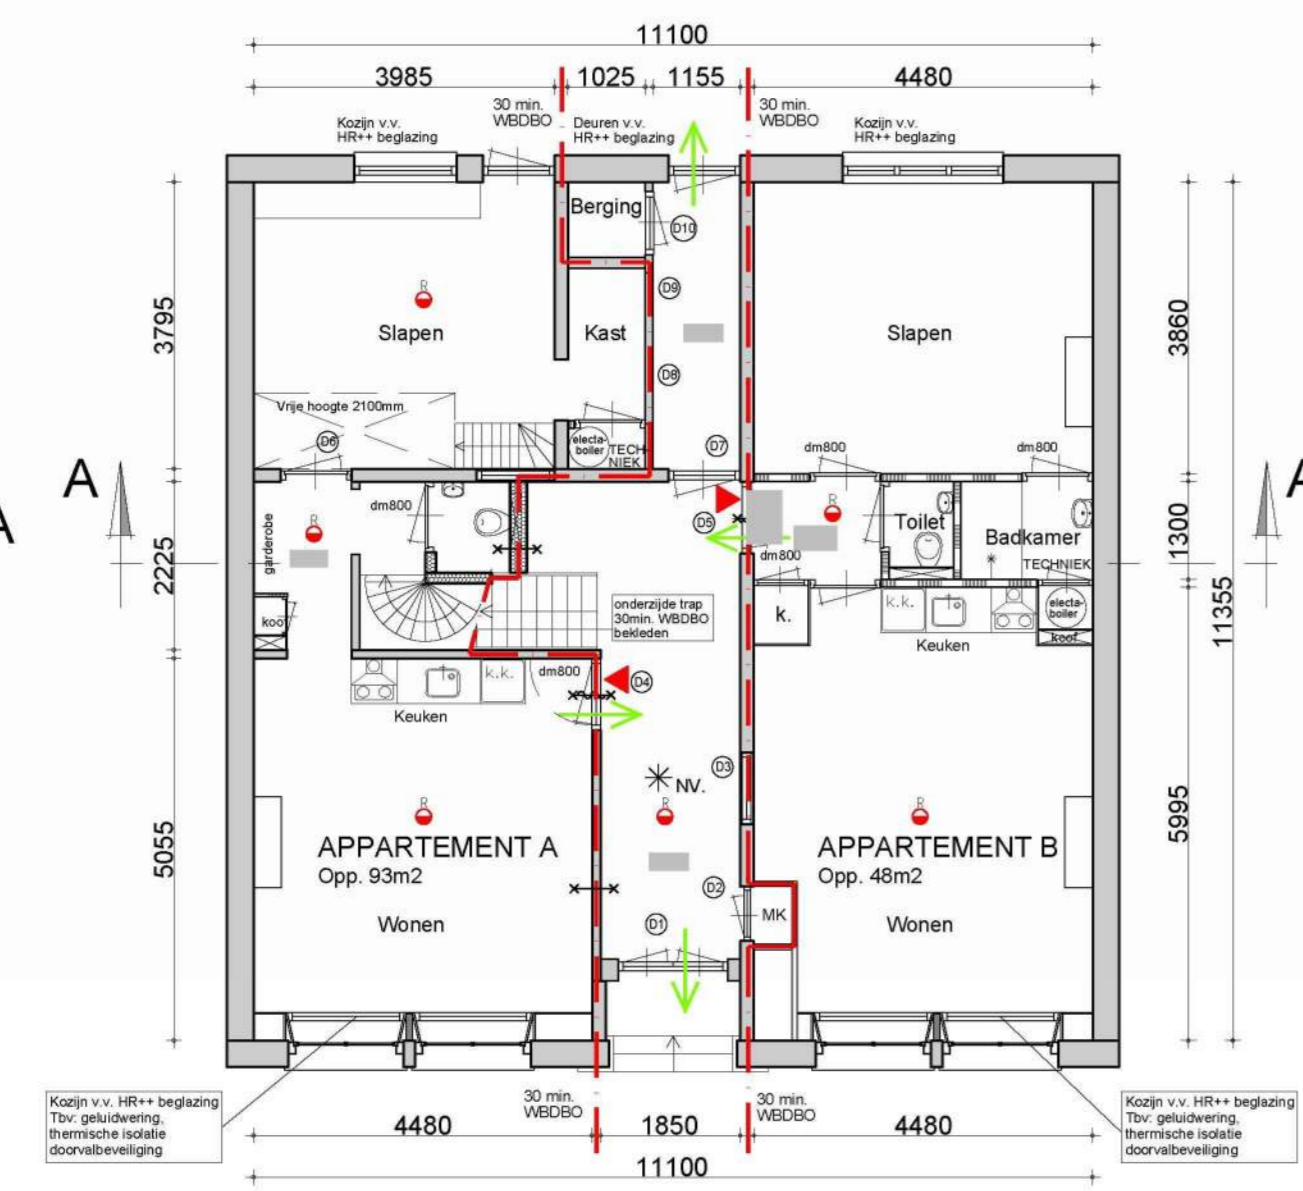 11100
3985
1025
1155
4480
30 min.
WBDBO
30 min.
WBDBO
Kozijn v.v.
HR++ beglazing
Deuren v.v.
HR++ beglazing
Kozijn v.v.
HR++ beglazing
Berging
D10
D9
R
Slapen
Kast
Slapen
3795
3860
D8
Vrije hoogte 2100mm
D6
electa-
boiler
TECH
NIEK
D7
dm800
dm800
A
A
A
A
garderobe
R
dm800
D5
R
dm800
Toilet
Badkamer
TECHNIEK
1300
2225
11355
koof
onderzijde trap
30min. WBDBO
bekleden
k.
k.k.
electa-
boiler
koof
Keuken
k.k.
dm800
D4
Keuken
D3
NV.
R
R
R
5055
5995
APPARTEMENT A
Opp. 93m2
Wonen
APPARTEMENT B
Opp. 48m2
Wonen
D2
MK
D1
Kozijn v.v. HR++ beglazing
Tbv: geluidwering,
thermische isolatie
doorvalbeveiliging
30 min.
WBDBO
30 min.
WBDBO
Kozijn v.v. HR++ beglazing
Tbv: geluidwering,
thermische isolatie
doorvalbeveiliging
4480
1850
4480
11100